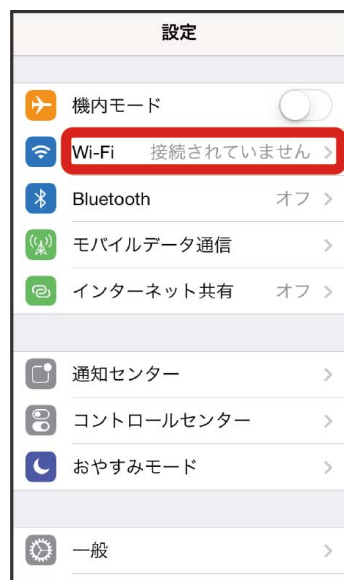 設定
機内モード
Wi-Fi 接続されていません
Bluetooth オフ
モバイルデータ通信
インターネット共有 オフ
通知センター
コントロールセンター
おやすみモード
一般